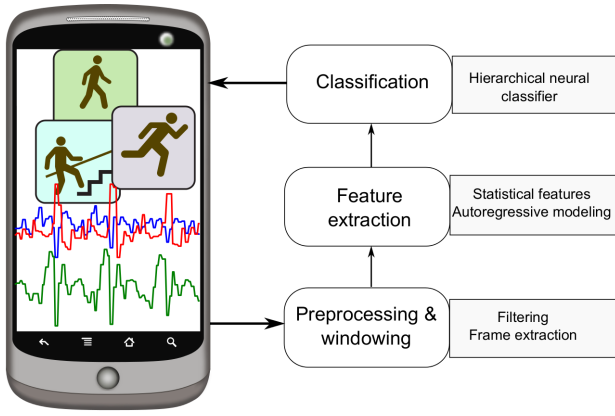 Classification
Hierarchical neural
classifier
Feature
extraction
Statistical features
Autoregressive modeling
Preprocessing &
windowing
Filtering
Frame extraction